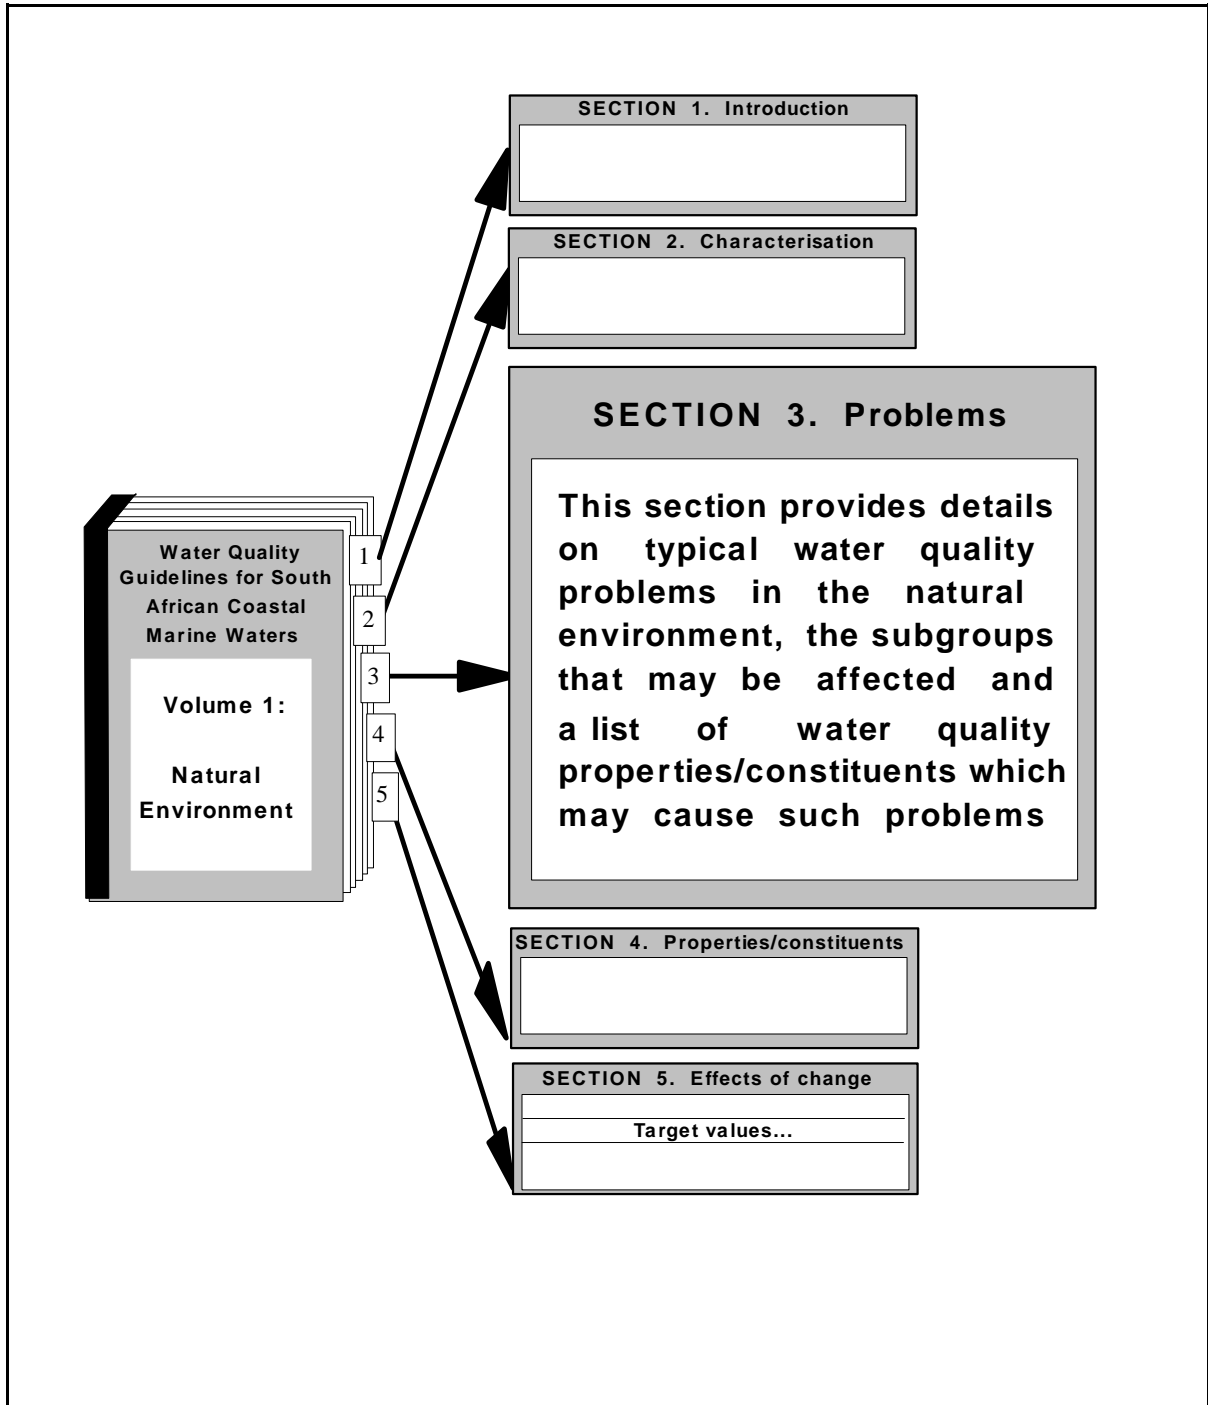 SECTION 1. Introduction
SECTION 2. Characterisation
SECTION 3. Problems
This section provides details
on typical water quality
problems in the natural
environment, the subgroups
that may be affected and
a list of water quality
properties/constituents which
may cause such problems
Water Quality
Guidelines for South
African Coastal
Marine Waters
Volume 1:
Natural
Environment
1
2
3
4
5
SECTION 4. Properties/constituents
SECTION 5. Effects of change
Target values...